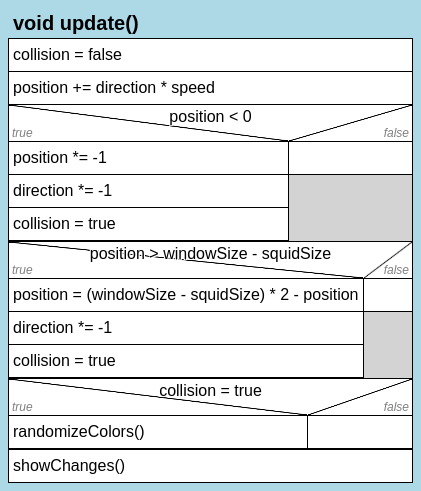 void update()
collision = false
position += direction * speed
position < 0
true
false
position *= -1
direction *= -1
collision = true
position > windowSize - squidSize
true
false
position = (windowSize - squidSize) * 2 - position
direction *= -1
collision = true
collision = true
true
false
randomizeColors()
showChanges()